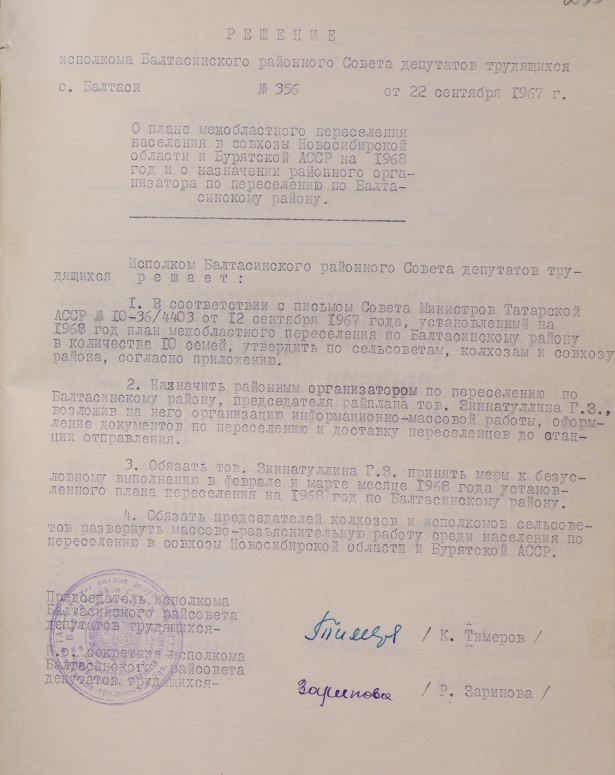 Р Е Ш Е Н И Е
исполкома Балтасинского районного Совета депутатов трудящихся
с. Балтаси № 356 от 22 сентября 1967 г.
О плане межобластного переселения
населения в совхозы Новосибирской
области и Бурятской АССР на 1968
год и о назначении районного орга-
низатора по переселению по Балта-
синскому району.
Исполком Балтасинского районного Совета депутатов тру-
дящихся р е ш а е т :
1. В соответствии с письмом Совета Министров Татарской
АССР № 10-36/4403 от 12 сентября 1967 года, установленный на
1968 год план межобластного переселения по Балтасинскому району
в количестве 10 семей, утвердить по сельсоветам, колхозам и совхозу
района, согласно приложению.
2. Назначить районным организатором по переселению по
Балтасинскому району, председателя райплана тов. Зиннатуллина Г.З.,
возложив на него организацию информационно-массовой работы, оформ-
ление документов по переселению и доставку переселенцев до стан-
ции отправления.
3. Обязать тов. Зиннатуллина Г.З. принять меры к безус-
ловному выполнению в феврале и марте месяце 1968 года установ-
ленного плана переселения на 1968 год по Балтасинскому району.
4. Обязать председателей колхозов и исполкомов сельсове-
тов развернуть массово-разъяснительную работу среди населения по
переселению в совхозы Новосибирской области и Бурятской АССР.
Председатель исполкома
Балтасинского райсовета
депутатов трудящихся- Тимеров / К. Тимеров /
И.о. секретаря исполкома
Балтасинского райсовета
депутатов трудящихся- Зарипова / Р. Зарипова /